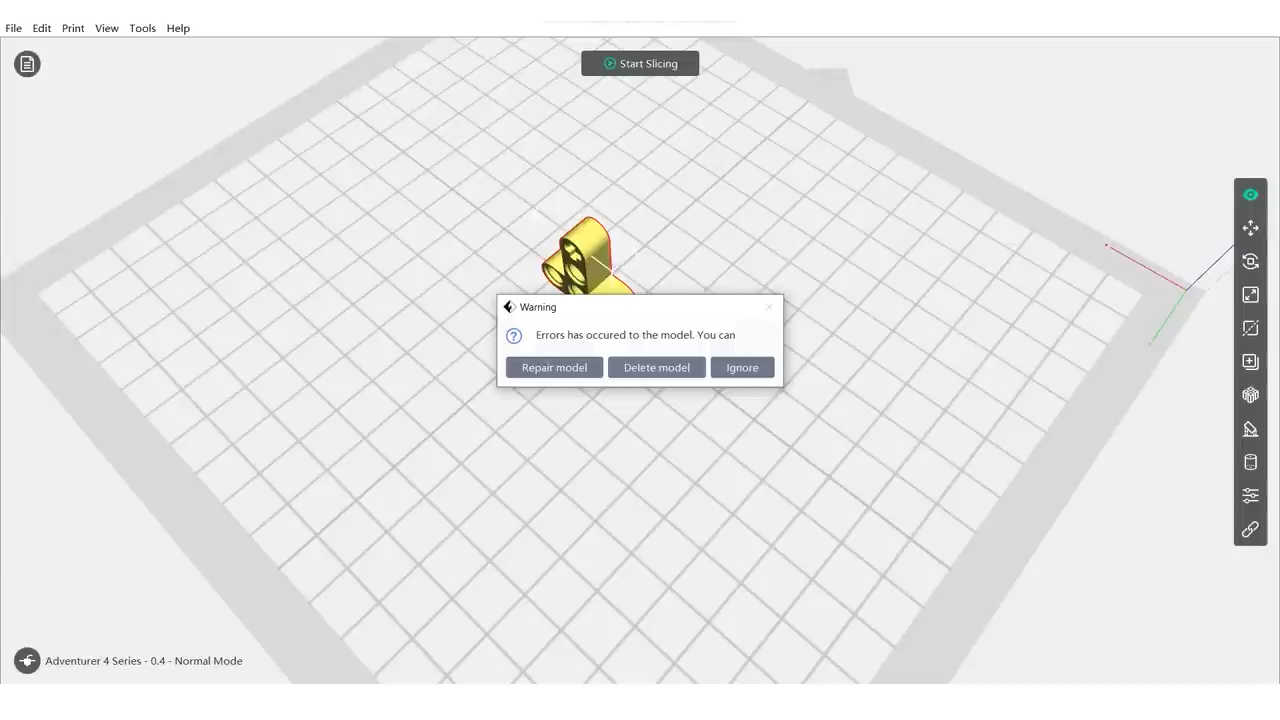 File Edit Print View Tools Help
Start Slicing
Warning
Errors has occured to the model. You can
Repair model Delete model Ignore
Adventurer 4 Series - 0.4 - Normal Mode